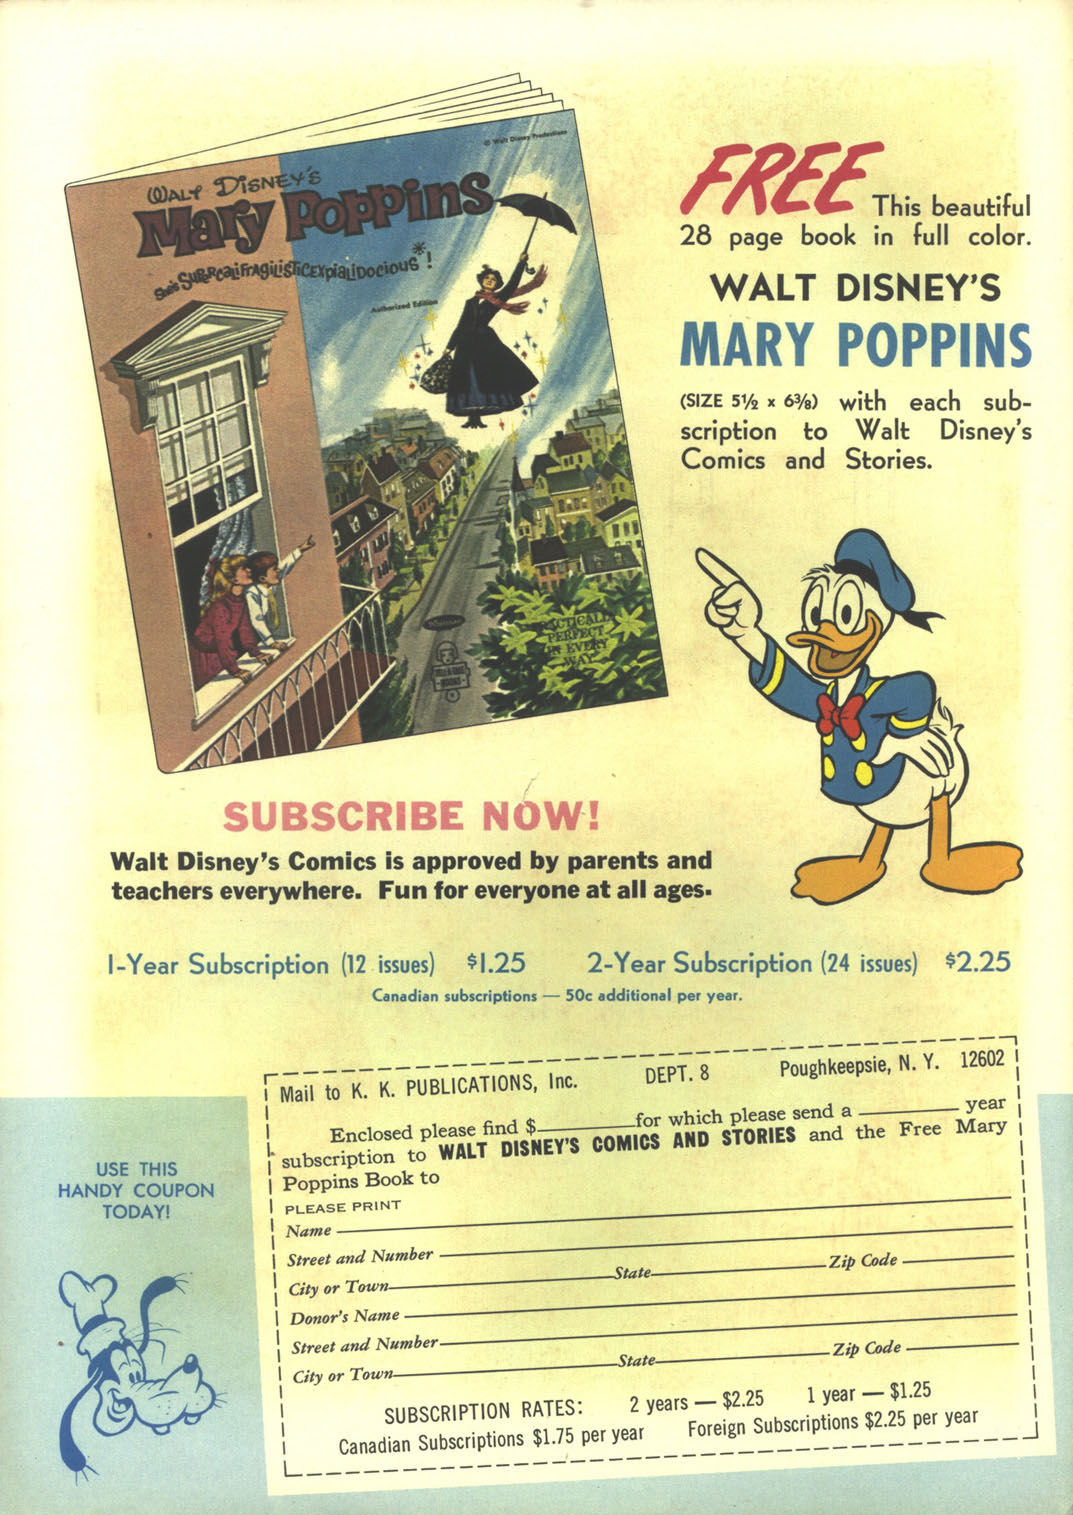 © Walt Disney Productions
WALT DISNEY'S
Mary Poppins
SHE'S SUPERCALIFRAGILISTICEXPIALIDOCIOUS*!
Authorized Edition
Whitman
TELL-A-TALE
BOOKS
PRACTICALLY
PERFECT
IN EVERY
WAY
FREE This beautiful
28 page book in full color.
WALT DISNEY'S
MARY POPPINS
(SIZE 5½ x 6⅜) with each sub-
scription to Walt Disney's
Comics and Stories.
SUBSCRIBE NOW!
Walt Disney's Comics is approved by parents and
teachers everywhere. Fun for everyone at all ages.
1-Year Subscription (12 issues) $1.25 2-Year Subscription (24 issues) $2.25
Canadian subscriptions — 50c additional per year.
USE THIS
HANDY COUPON
TODAY!
Mail to K. K. PUBLICATIONS, Inc. DEPT. 8 Poughkeepsie, N. Y. 12602
Enclosed please find $ for which please send a year
subscription to WALT DISNEY'S COMICS AND STORIES and the Free Mary
Poppins Book to
PLEASE PRINT
Name
Street and Number
City or Town State Zip Code
Donor's Name
Street and Number
City or Town State Zip Code
SUBSCRIPTION RATES: 2 years — $2.25 1 year — $1.25
Canadian Subscriptions $1.75 per year Foreign Subscriptions $2.25 per year